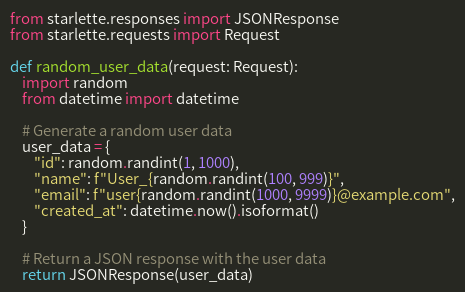 from starlette.responses import JSONResponse
from starlette.requests import Request

def random_user_data(request: Request):
    import random
    from datetime import datetime

    # Generate a random user data
    user_data = {
        "id": random.randint(1, 1000),
        "name": f"User_{random.randint(100, 999)}",
        "email": f"user{random.randint(1000, 9999)}@example.com",
        "created_at": datetime.now().isoformat()
    }

    # Return a JSON response with the user data
    return JSONResponse(user_data)